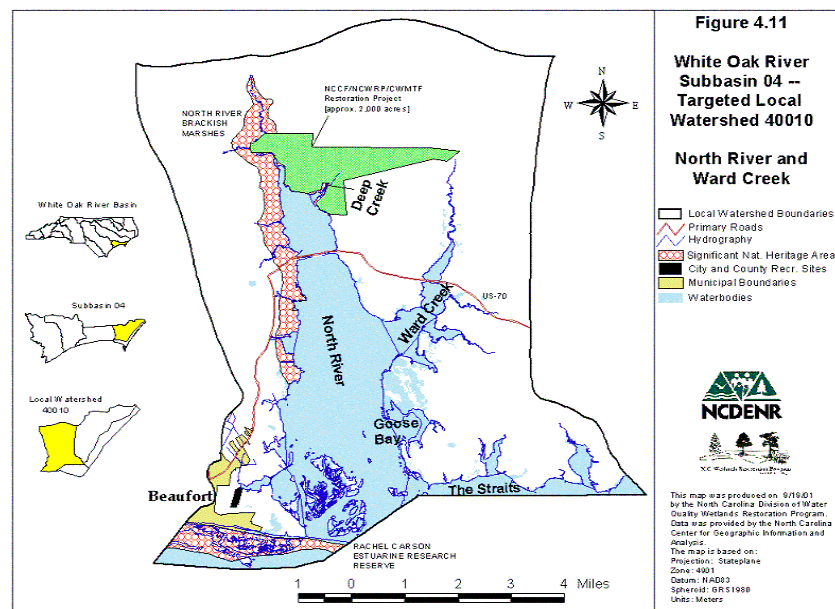 Figure 4.11
White Oak River
Subbasin 04 --
Targeted Local
Watershed 40010
North River and
Ward Creek
NCCF/NCWRP/CWMTF
Restoration Project
[approx. 2,000 acres]
NORTH RIVER
BRACKISH
MARSHES
N
W
E
S
Deep
Creek
White Oak River Basin
Subbasin 04
Local Watershed
40010
US-70
Ward Creek
North River
Goose
Bay
The Straits
Beaufort
RACHEL CARSON
ESTUARINE RESEARCH
RESERVE
1 0 1 2 3 4 Miles
Local Watershed Boundaries
Primary Roads
Hydrography
Significant Nat. Heritage Area
City and County Recr. Sites
Municipal Boundaries
Waterbodies
NCDENR
N.C. Wetlands Restoration Program
This map was produced on 9/19/01
by the North Carolina Division of Water
Quality Wetlands Restoration Program.
Data was provided by the North Carolina
Center for Geographic Information and
Analysis.
The map is based on:
Projection: Stateplane
Zone: 4901
Datum: NAD83
Spheroid: GRS1980
Units: Meters